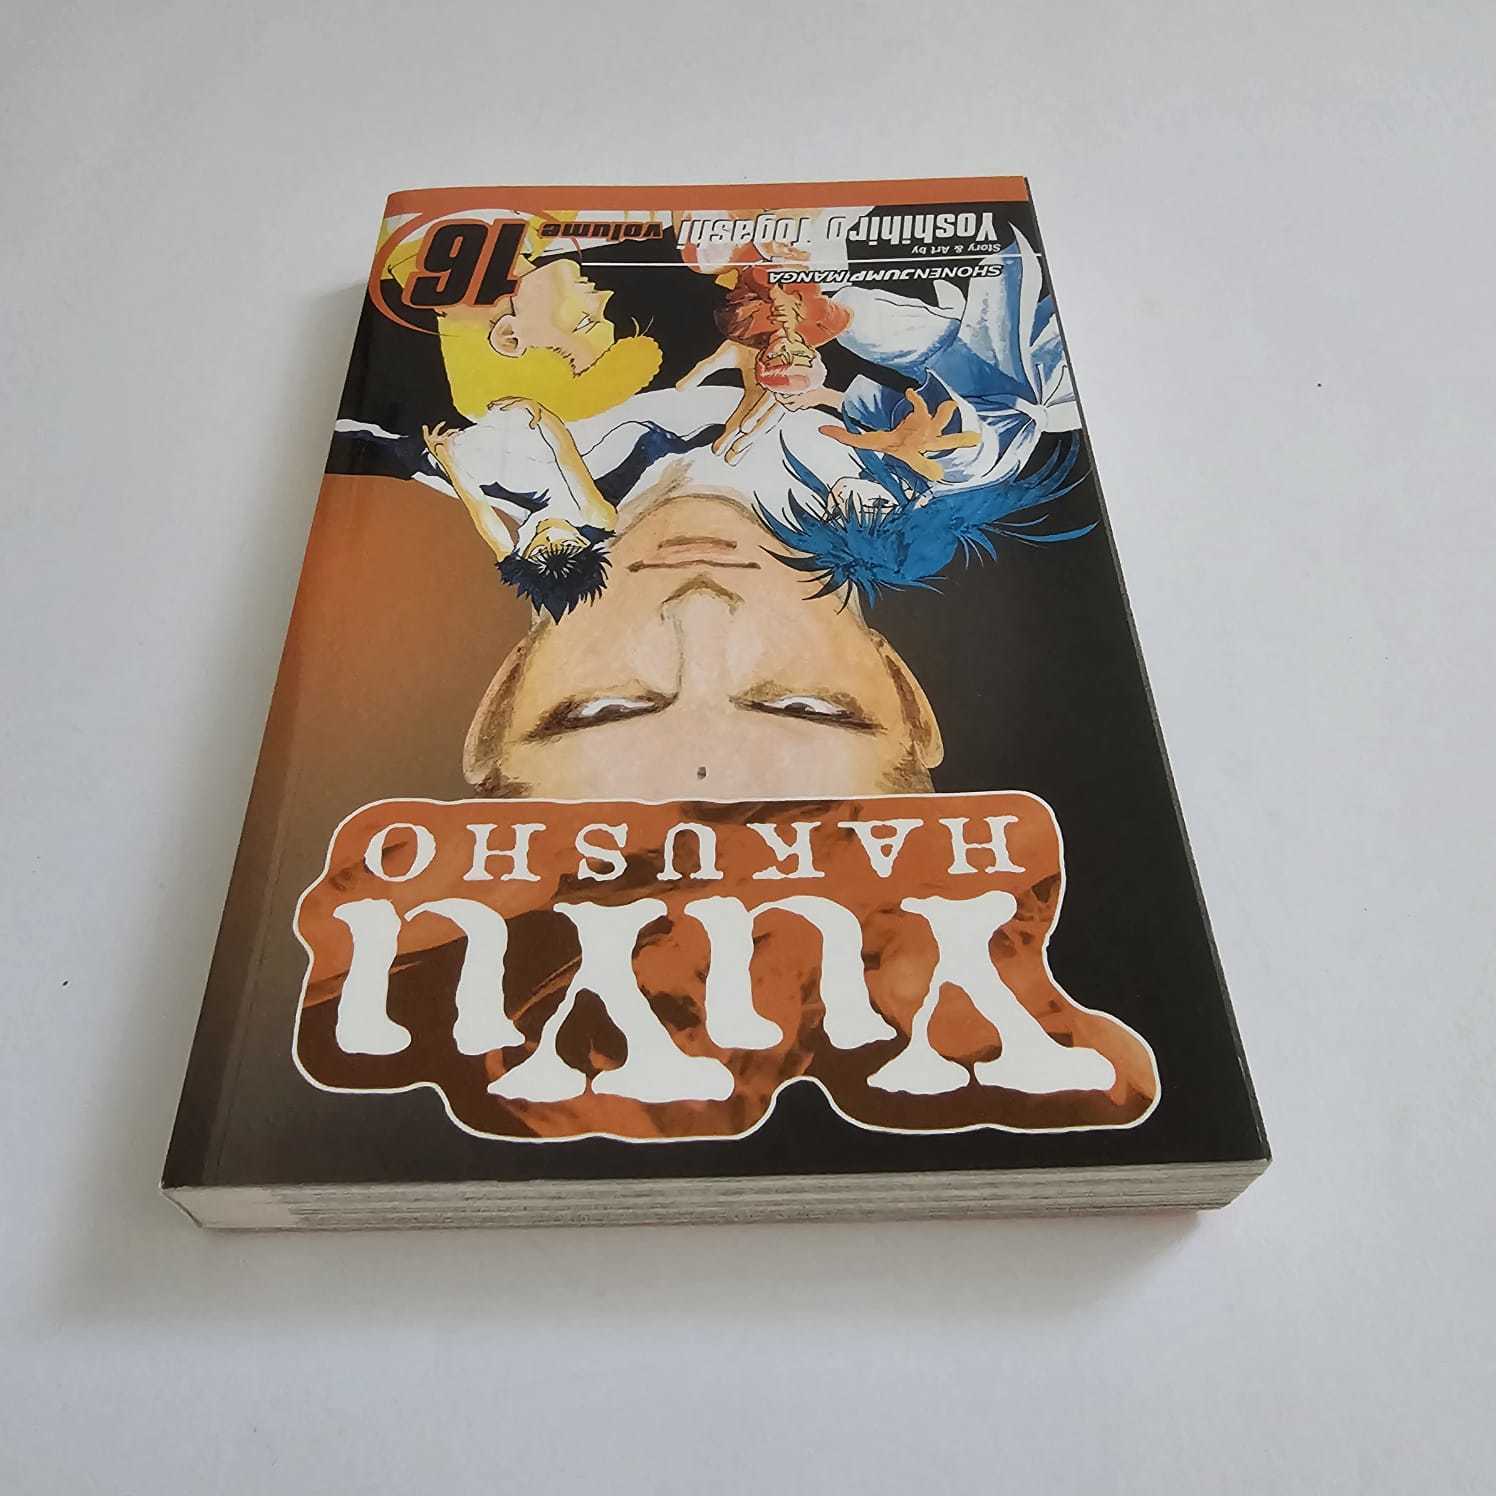 YUYU
HAKUSHO
SHONEN JUMP MANGA
Story & Art by
Yoshihiro Togashi
volume
16